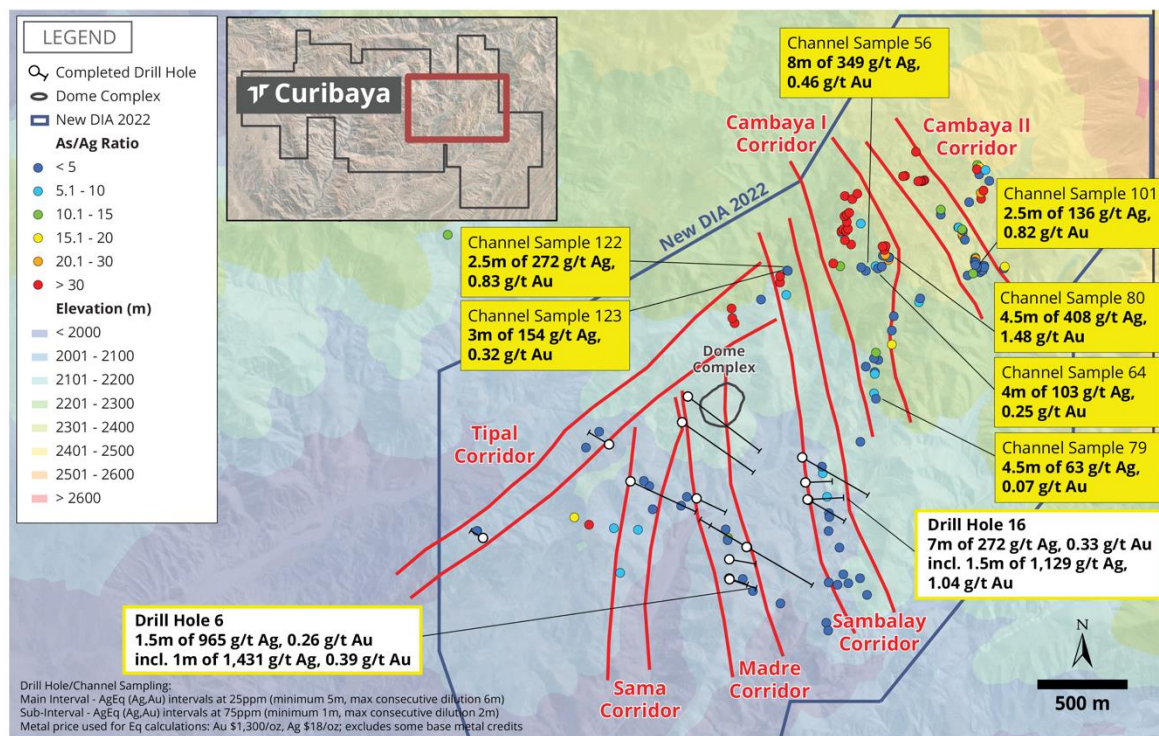 LEGEND
Completed Drill Hole
Dome Complex
New DIA 2022
As/Ag Ratio
< 5
5.1 - 10
10.1 - 15
15.1 - 20
20.1 - 30
> 30
Elevation (m)
< 2000
2001 - 2100
2101 - 2200
2201 - 2300
2301 - 2400
2401 - 2500
2501 - 2600
> 2600
Curibaya
Channel Sample 56
8m of 349 g/t Ag,
0.46 g/t Au
Cambaya I
Corridor
Cambaya II
Corridor
New DIA 2022
Channel Sample 101
2.5m of 136 g/t Ag,
0.82 g/t Au
Channel Sample 122
2.5m of 272 g/t Ag,
0.83 g/t Au
Channel Sample 123
3m of 154 g/t Ag,
0.32 g/t Au
Channel Sample 80
4.5m of 408 g/t Ag,
1.48 g/t Au
Dome
Complex
Channel Sample 64
4m of 103 g/t Ag,
0.25 g/t Au
Tipal
Corridor
Channel Sample 79
4.5m of 63 g/t Ag,
0.07 g/t Au
Drill Hole 16
7m of 272 g/t Ag, 0.33 g/t Au
incl. 1.5m of 1,129 g/t Ag,
1.04 g/t Au
Drill Hole 6
1.5m of 965 g/t Ag, 0.26 g/t Au
incl. 1m of 1,431 g/t Ag, 0.39 g/t Au
Sambalay
Corridor
Madre
Corridor
Sama
Corridor
N
500 m
Drill Hole/Channel Sampling:
Main Interval - AgEq (Ag,Au) intervals at 25ppm (minimum 5m, max consecutive dilution 6m)
Sub-Interval - AgEq (Ag,Au) intervals at 75ppm (minimum 1m, max consecutive dilution 2m)
Metal price used for Eq calculations: Au $1,300/oz, Ag $18/oz; excludes some base metal credits